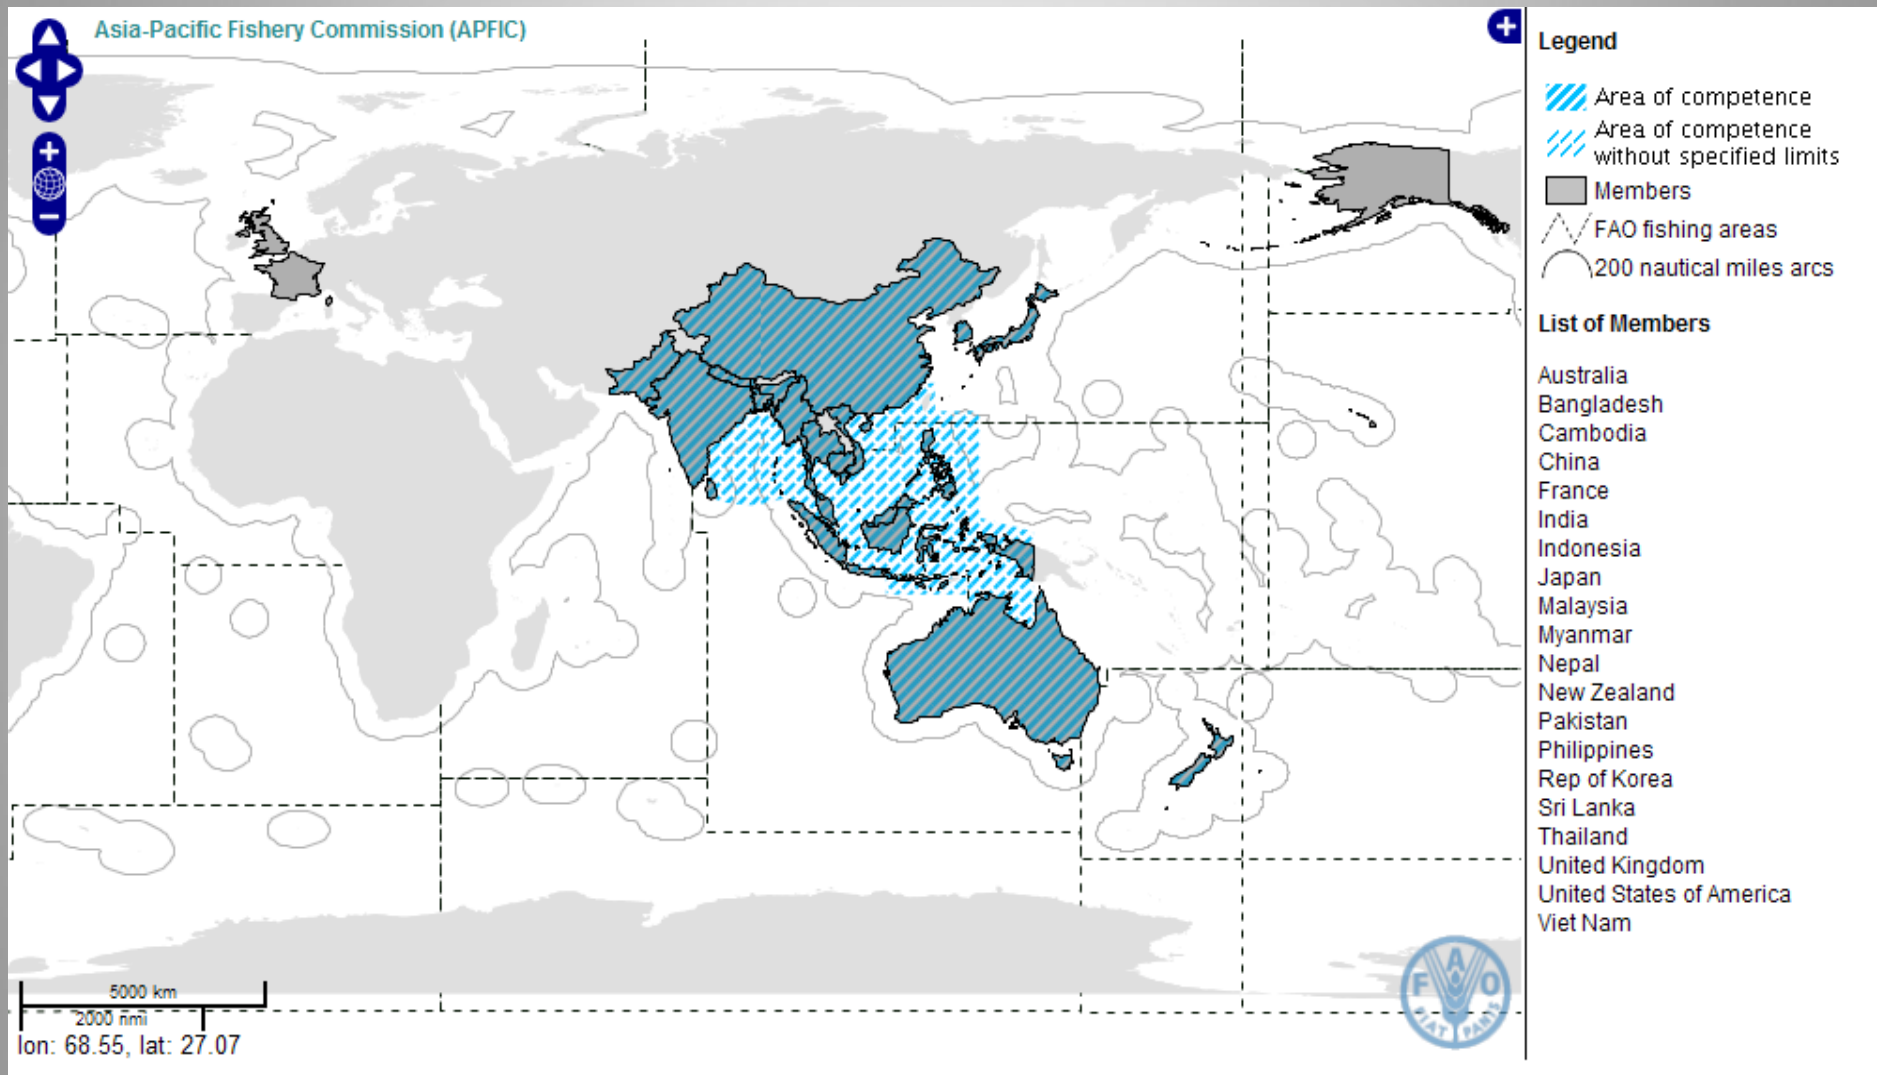 Asia-Pacific Fishery Commission (APFIC)
Legend
Area of competence
Area of competence
without specified limits
Members
FAO fishing areas
200 nautical miles arcs
List of Members
Australia
Bangladesh
Cambodia
China
France
India
Indonesia
Japan
Malaysia
Myanmar
Nepal
New Zealand
Pakistan
Philippines
Rep of Korea
Sri Lanka
Thailand
United Kingdom
United States of America
Viet Nam
5000 km
2000 nmi
lon: 68.55, lat: 27.07
F A O
FIAT PANIS